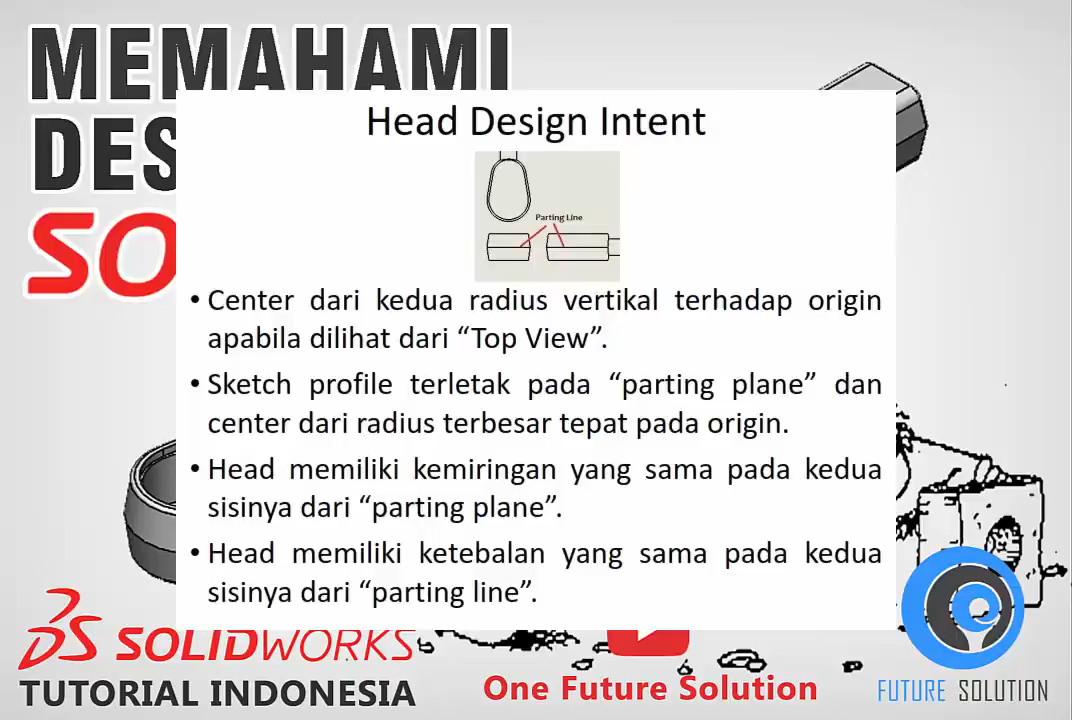 MEMAHAMI
DES
SO
Head Design Intent
Parting Line
• Center dari kedua radius vertikal terhadap origin
apabila dilihat dari “Top View”.
• Sketch profile terletak pada “parting plane” dan
center dari radius terbesar tepat pada origin.
• Head memiliki kemiringan yang sama pada kedua
sisinya dari “parting plane”.
• Head memiliki ketebalan yang sama pada kedua
sisinya dari “parting line”.
SOLIDWORKS
TUTORIAL INDONESIA
One Future Solution
FUTURE SOLUTION